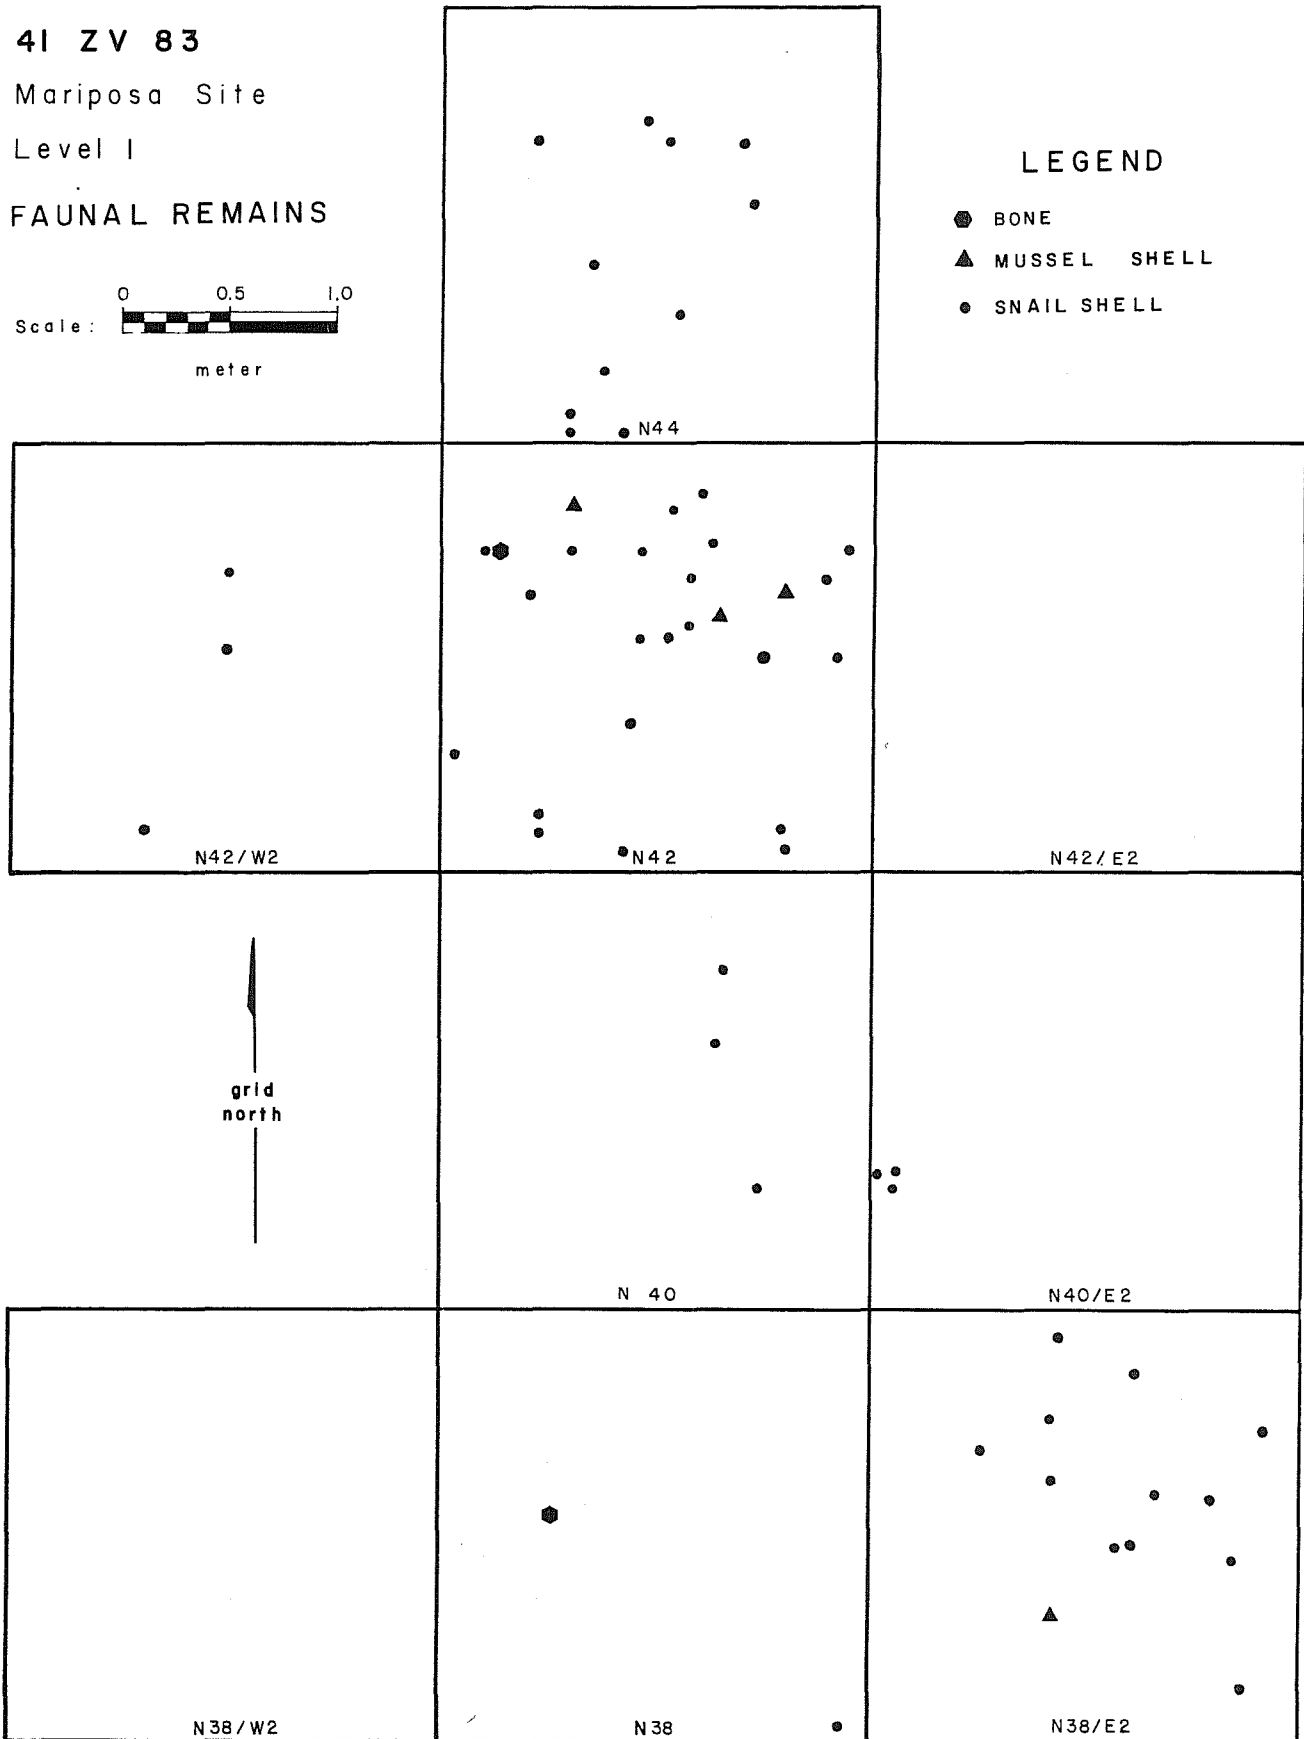 41 ZV 83
Mariposa Site
Level I
FAUNAL REMAINS
0 0.5 1.0
Scale:
meter
LEGEND
BONE
MUSSEL SHELL
SNAIL SHELL
N44
N42/W2
N42
N42/E2
grid
north
N 40
N40/E2
N38/W2
N38
N38/E2